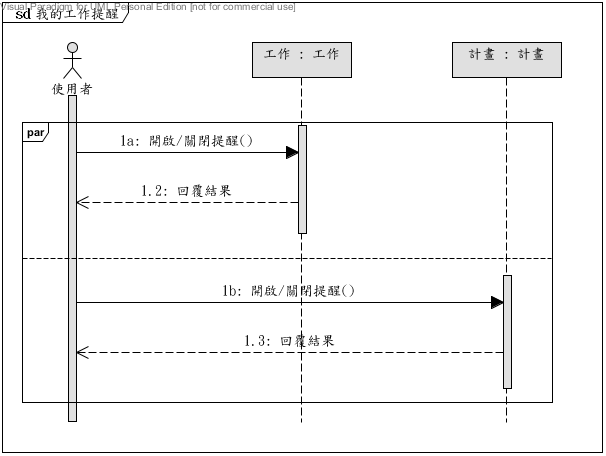 Visual Paradigm for UML Personal Edition [not for commercial use]
sd 我的工作提醒
工作 : 工作
計畫 : 計畫
使用者
par
1a: 開啟/關閉提醒()
1.2: 回覆結果
1b: 開啟/關閉提醒()
1.3: 回覆結果